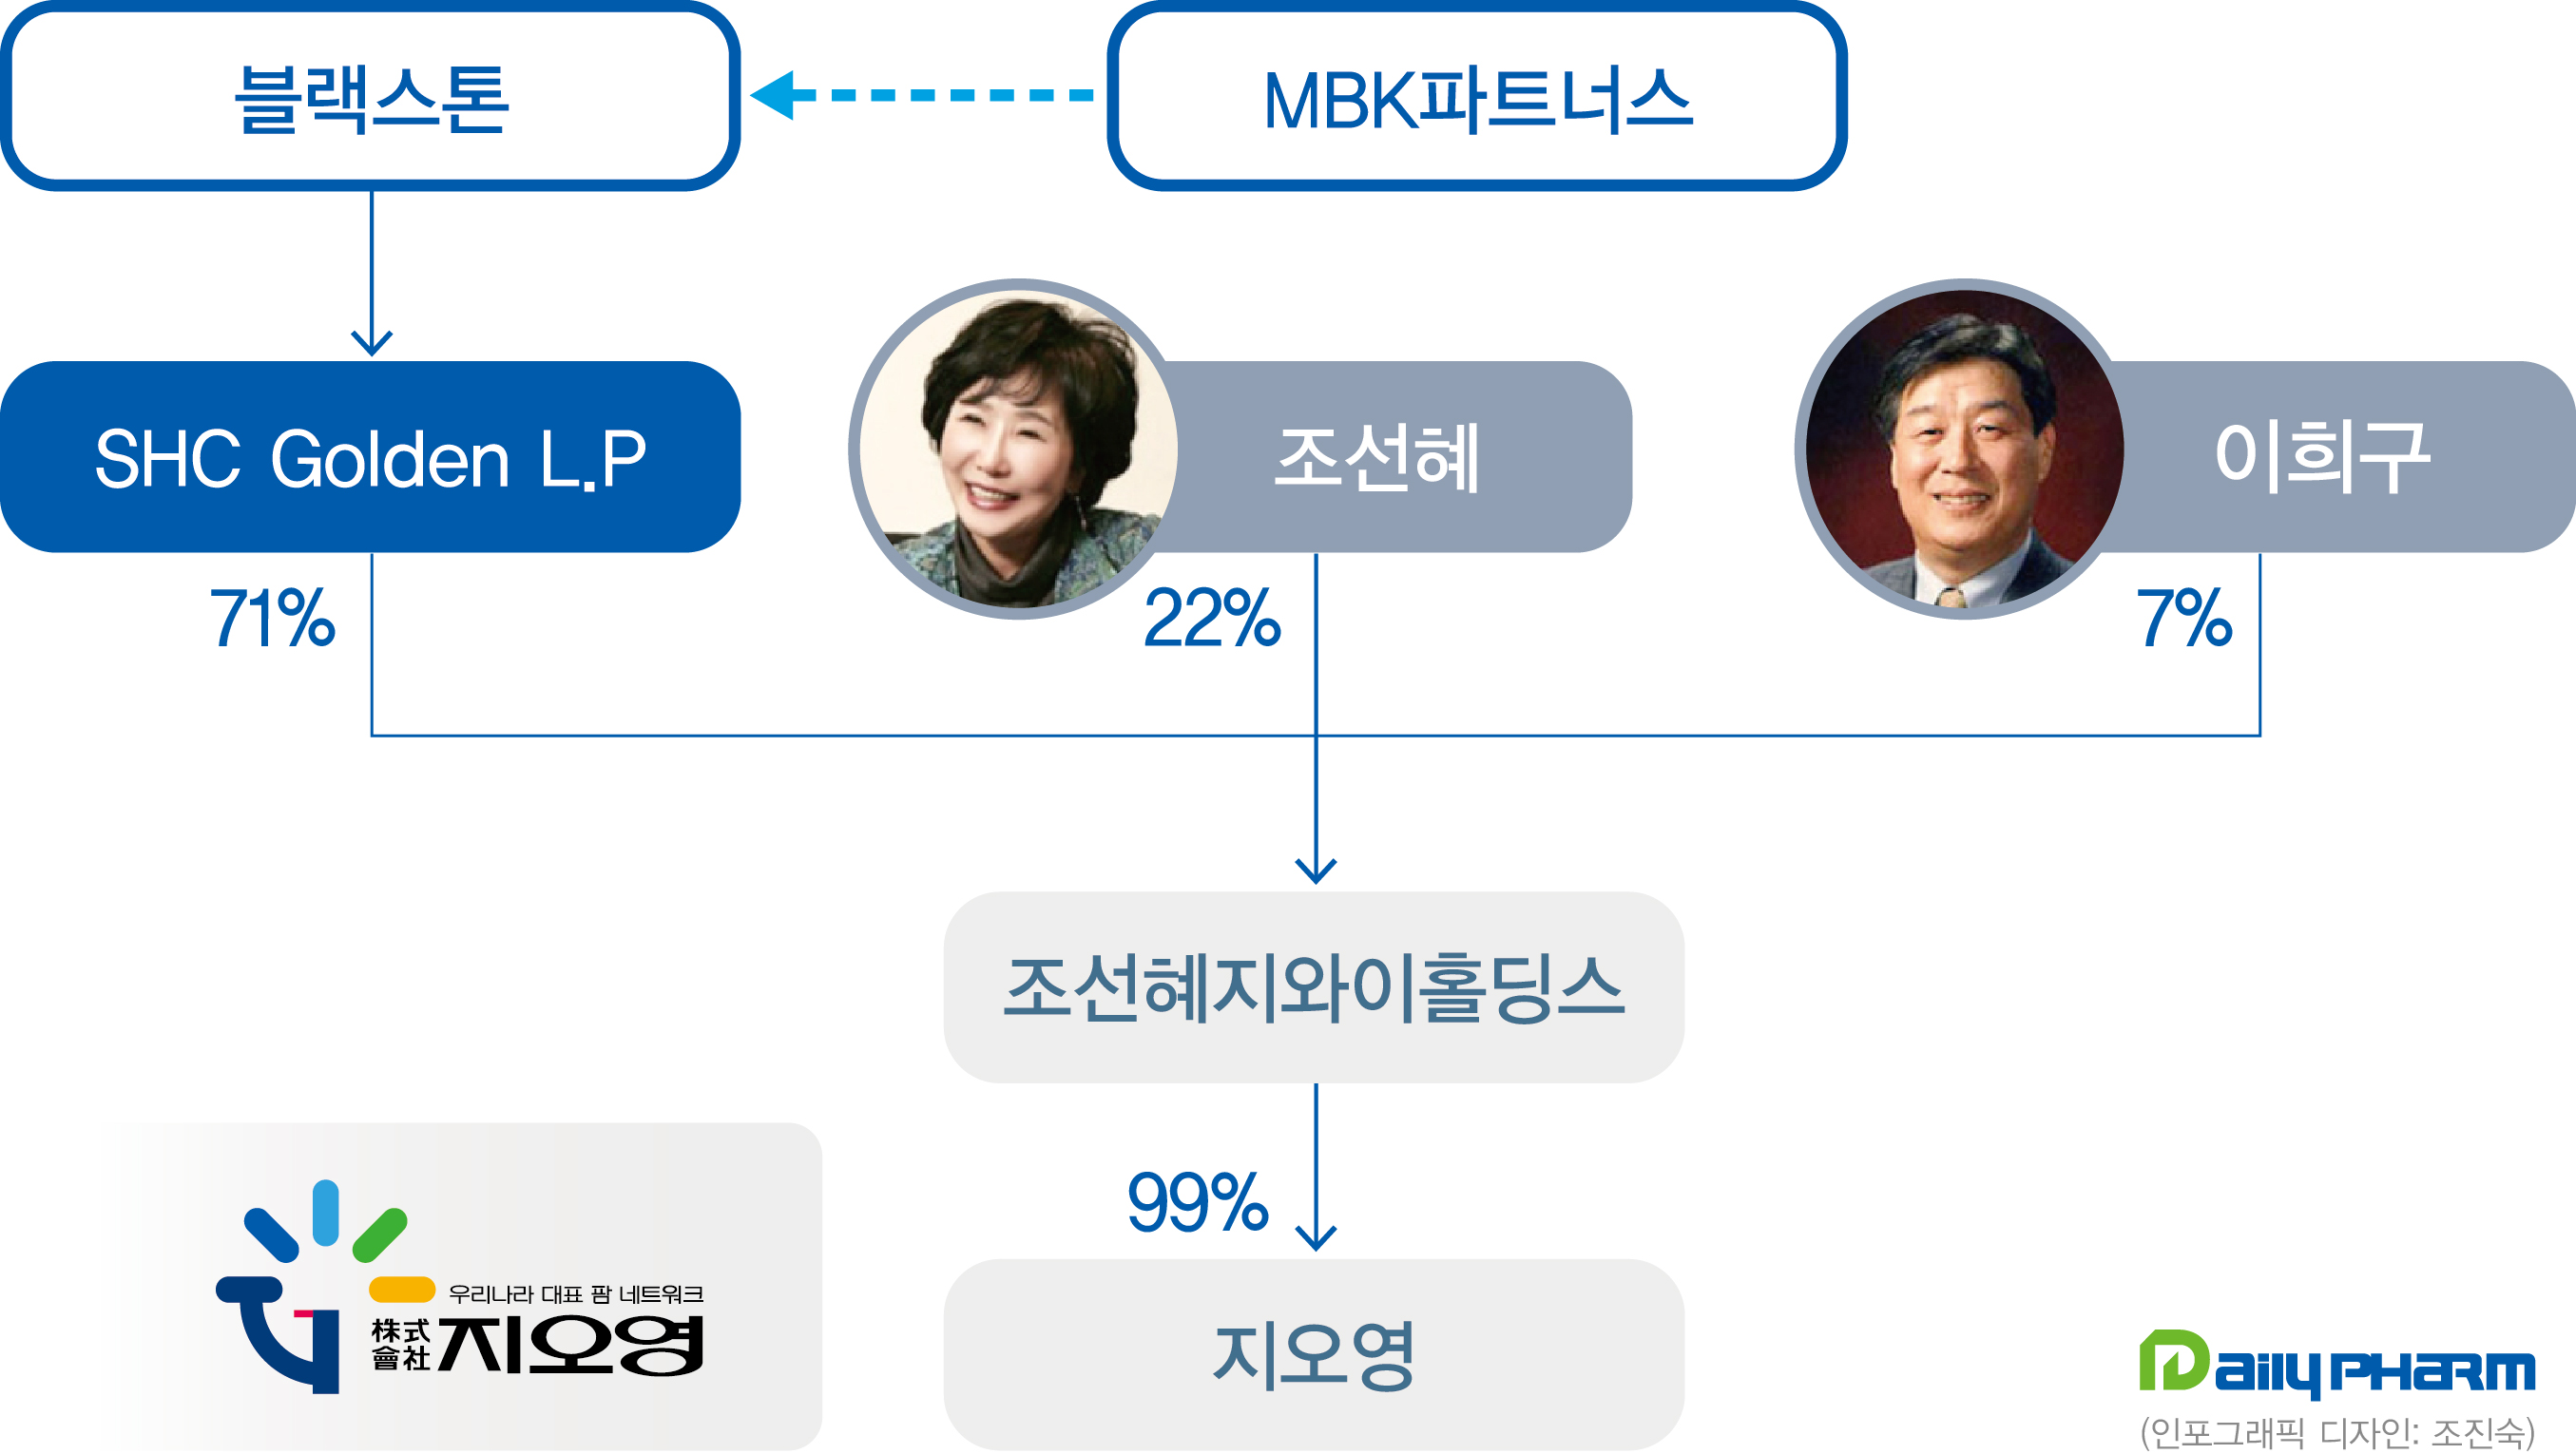 블랙스톤
MBK파트너스
SHC Golden L.P
조선혜
이희구
71%
22%
7%
조선혜지와이홀딩스
99%
지오영
우리나라 대표 팜 네트워크
株式會社 지오영
DailyPHARM
(인포그래픽 디자인: 조진숙)